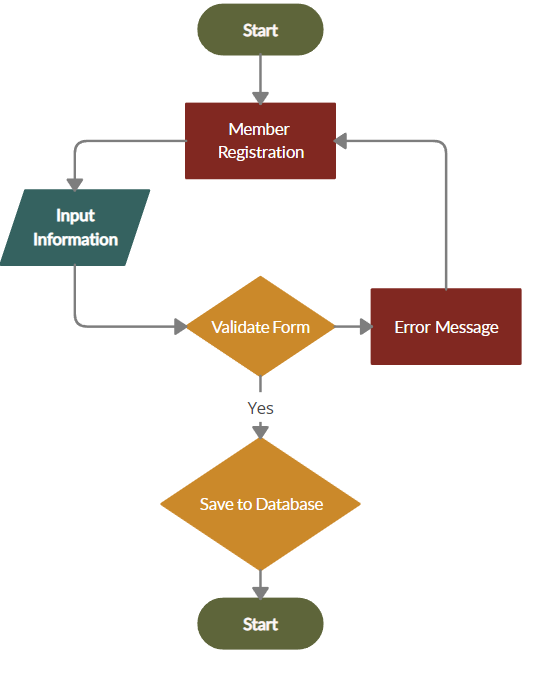 Start
Member
Registration
Input
Information
Validate Form
Error Message
Yes
Save to Database
Start